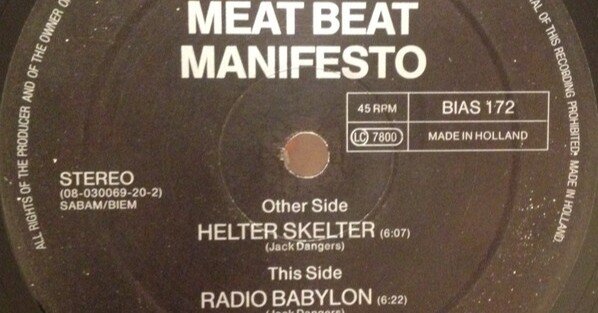 MEAT BEAT
MANIFESTO
45 RPM
BIAS 172
LC 7800
MADE IN HOLLAND
STEREO
(08-030069-20-2)
SABAM/BIEM
Other Side
HELTER SKELTER (6:07)
(Jack Dangers)
This Side
RADIO BABYLON (6:22)
(Jack Dangers)
ALL RIGHTS OF THE PRODUCER AND OF THE OWNER O
AL OF THIS RECORDING PROHIBITED. MADE IN HOLLAND.